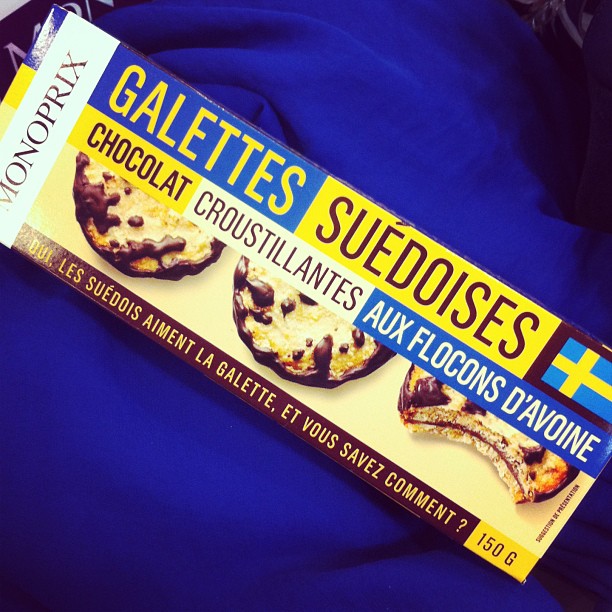 MONOPRIX
GALETTES
SUÉDOISES
CHOCOLAT
CROUSTILLANTES
AUX FLOCONS D'AVOINE
OUI, LES SUÉDOIS AIMENT LA GALETTE, ET VOUS SAVEZ COMMENT ?
150 G
SUGGESTION DE PRÉSENTATION